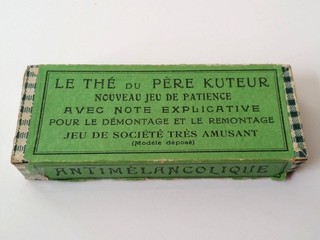 LE THÉ DU PÈRE KUTEUR
NOUVEAU JEU DE PATIENCE
AVEC NOTE EXPLICATIVE
POUR LE DÉMONTAGE ET LE REMONTAGE
JEU DE SOCIÉTÉ TRÈS AMUSANT
(Modèle déposé)
ANTIMÉLANCOLIQUE